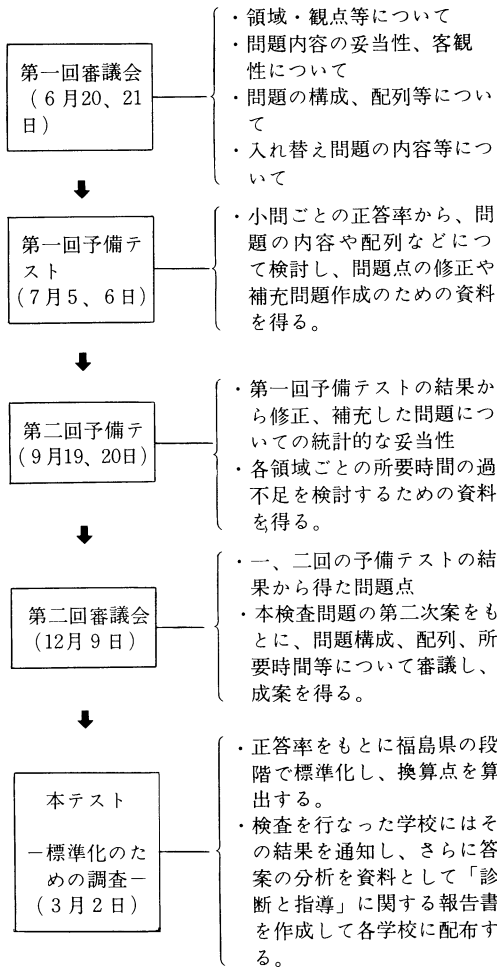 第一回審議会
(6月20、21
日)
・領域・観点等について
・問題内容の妥当性、客観
性について
・問題の構成、配列等につい
て
・入れ替え問題の内容等につ
いて
第一回予備テ
スト
(7月5、6日)
・小問ごとの正答率から、問
題の内容や配列などにつ
て検討し、問題点の修正や
補充問題作成のための資料
を得る。
第二回予備テ
(9月19、20日)
・第一回予備テストの結果か
ら修正、補充した問題につ
いての統計的な妥当性
・各領域ごとの所要時間の過
不足を検討するための資料
を得る。
第二回審議会
(12月9日)
・一、二回の予備テストの結
果から得た問題点
・本検査問題の第二次案をも
とに、問題構成、配列、所
要時間等について審議し、
成案を得る。
本テスト
－標準化のた
めの調査－
(3月2日)
・正答率をもとに福島県の段
階で標準化し、換算点を算
出する。
・検査を行なった学校にはそ
の結果を通知し、さらに答
案の分析を資料として「診
断と指導」に関する報告書
を作成して各学校に配布す
る。